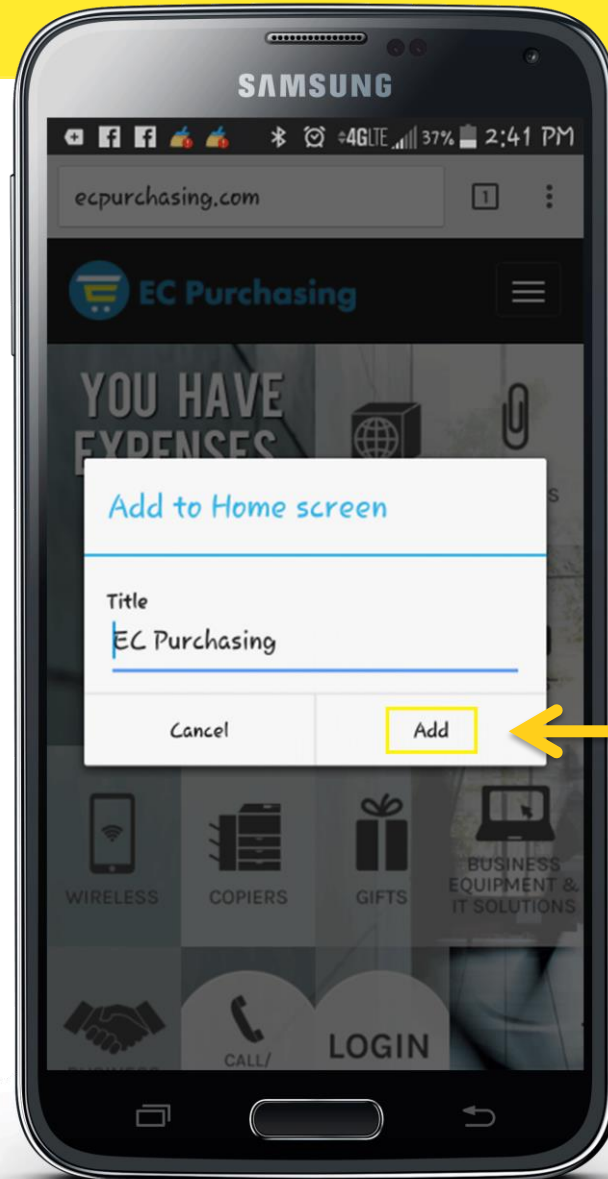 SAMSUNG
4GLTE 37% 2:41 PM
ecpurchasing.com 1
EC Purchasing
YOU HAVE
EXPENSES
Add to Home screen
Title
EC Purchasing
Cancel Add
WIRELESS COPIERS GIFTS BUSINESS
EQUIPMENT &
IT SOLUTIONS
BUSINESS CALL/ LOGIN